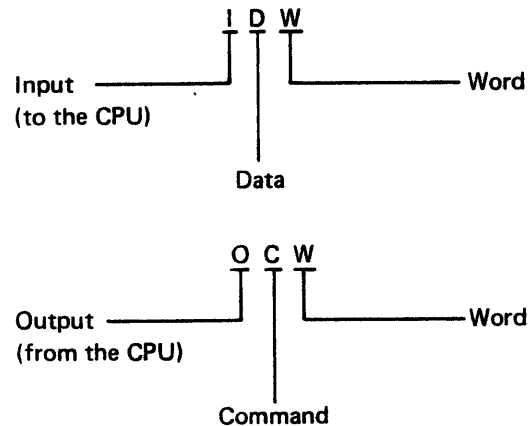 I D W
Input
(to the CPU)
Word
Data
O C W
Output
(from the CPU)
Word
Command